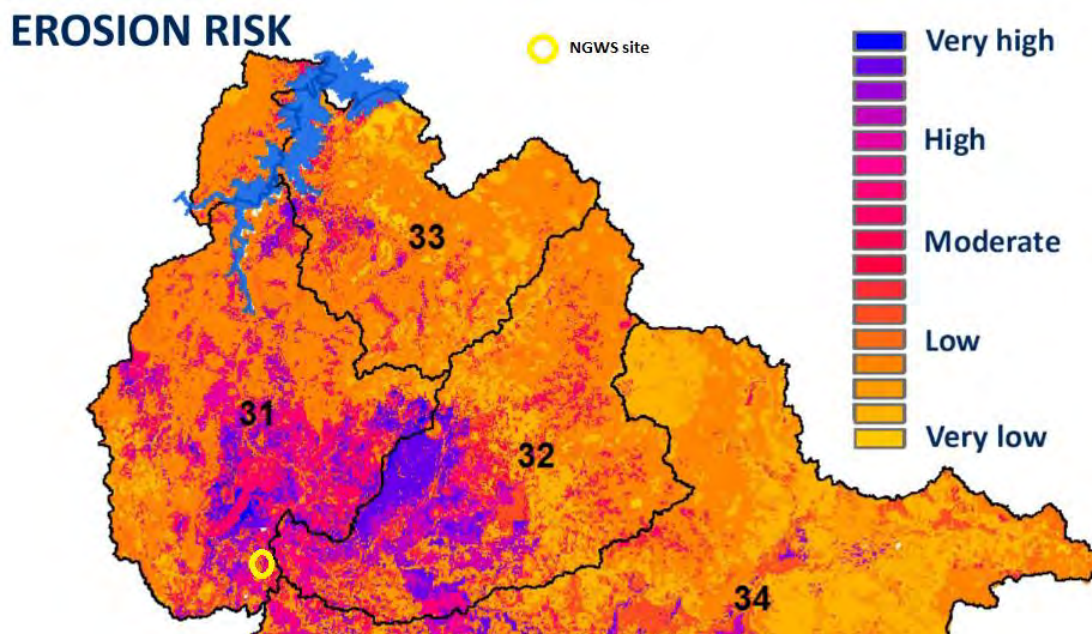 EROSION RISK
NGWS site
Very high
High
Moderate
Low
Very low
33
31
32
34